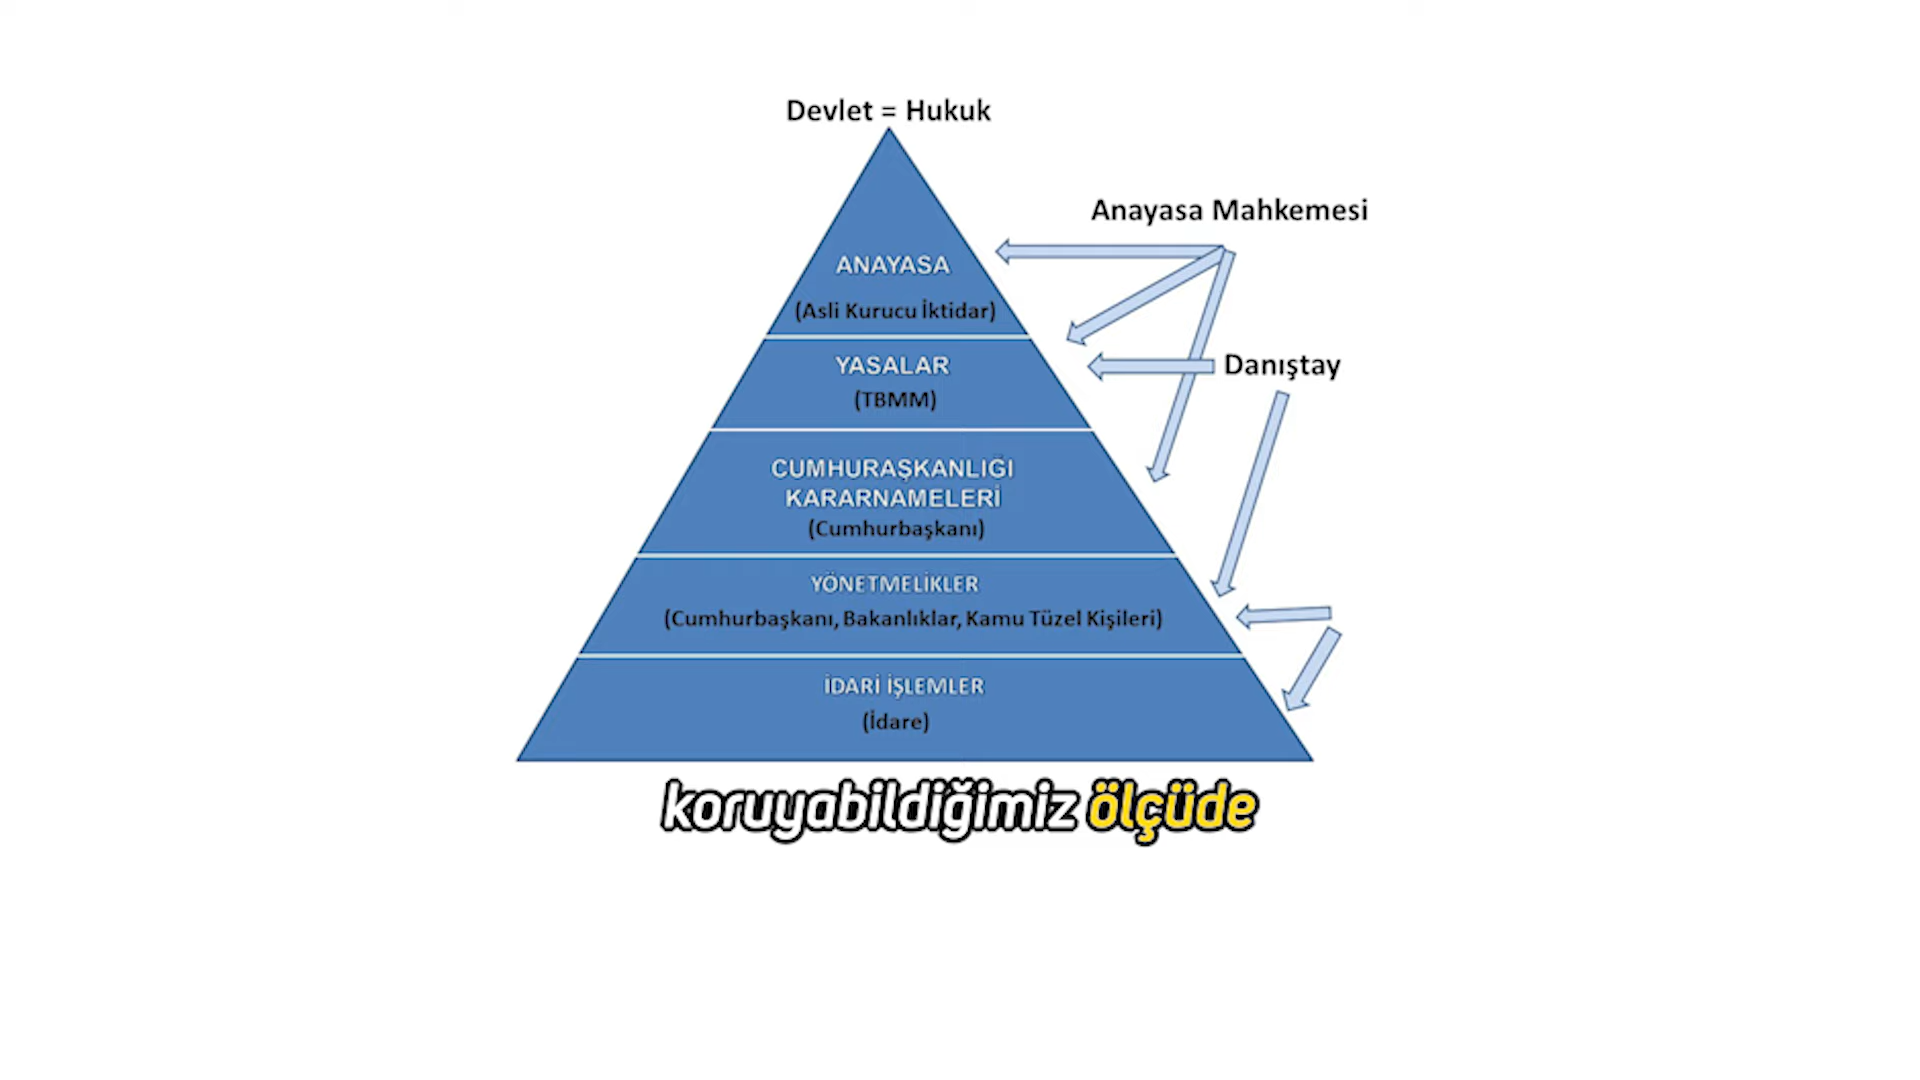 Devlet = Hukuk
Anayasa Mahkemesi
ANAYASA
(Asli Kurucu İktidar)
YASALAR
(TBMM)
Danıştay
CUMHURAŞKANLIĞI
KARARNAMELERİ
(Cumhurbaşkanı)
YÖNETMELİKLER
(Cumhurbaşkanı, Bakanlıklar, Kamu Tüzel Kişileri)
İDARİ İŞLEMLER
(İdare)
koruyabildiğimiz ölçüde